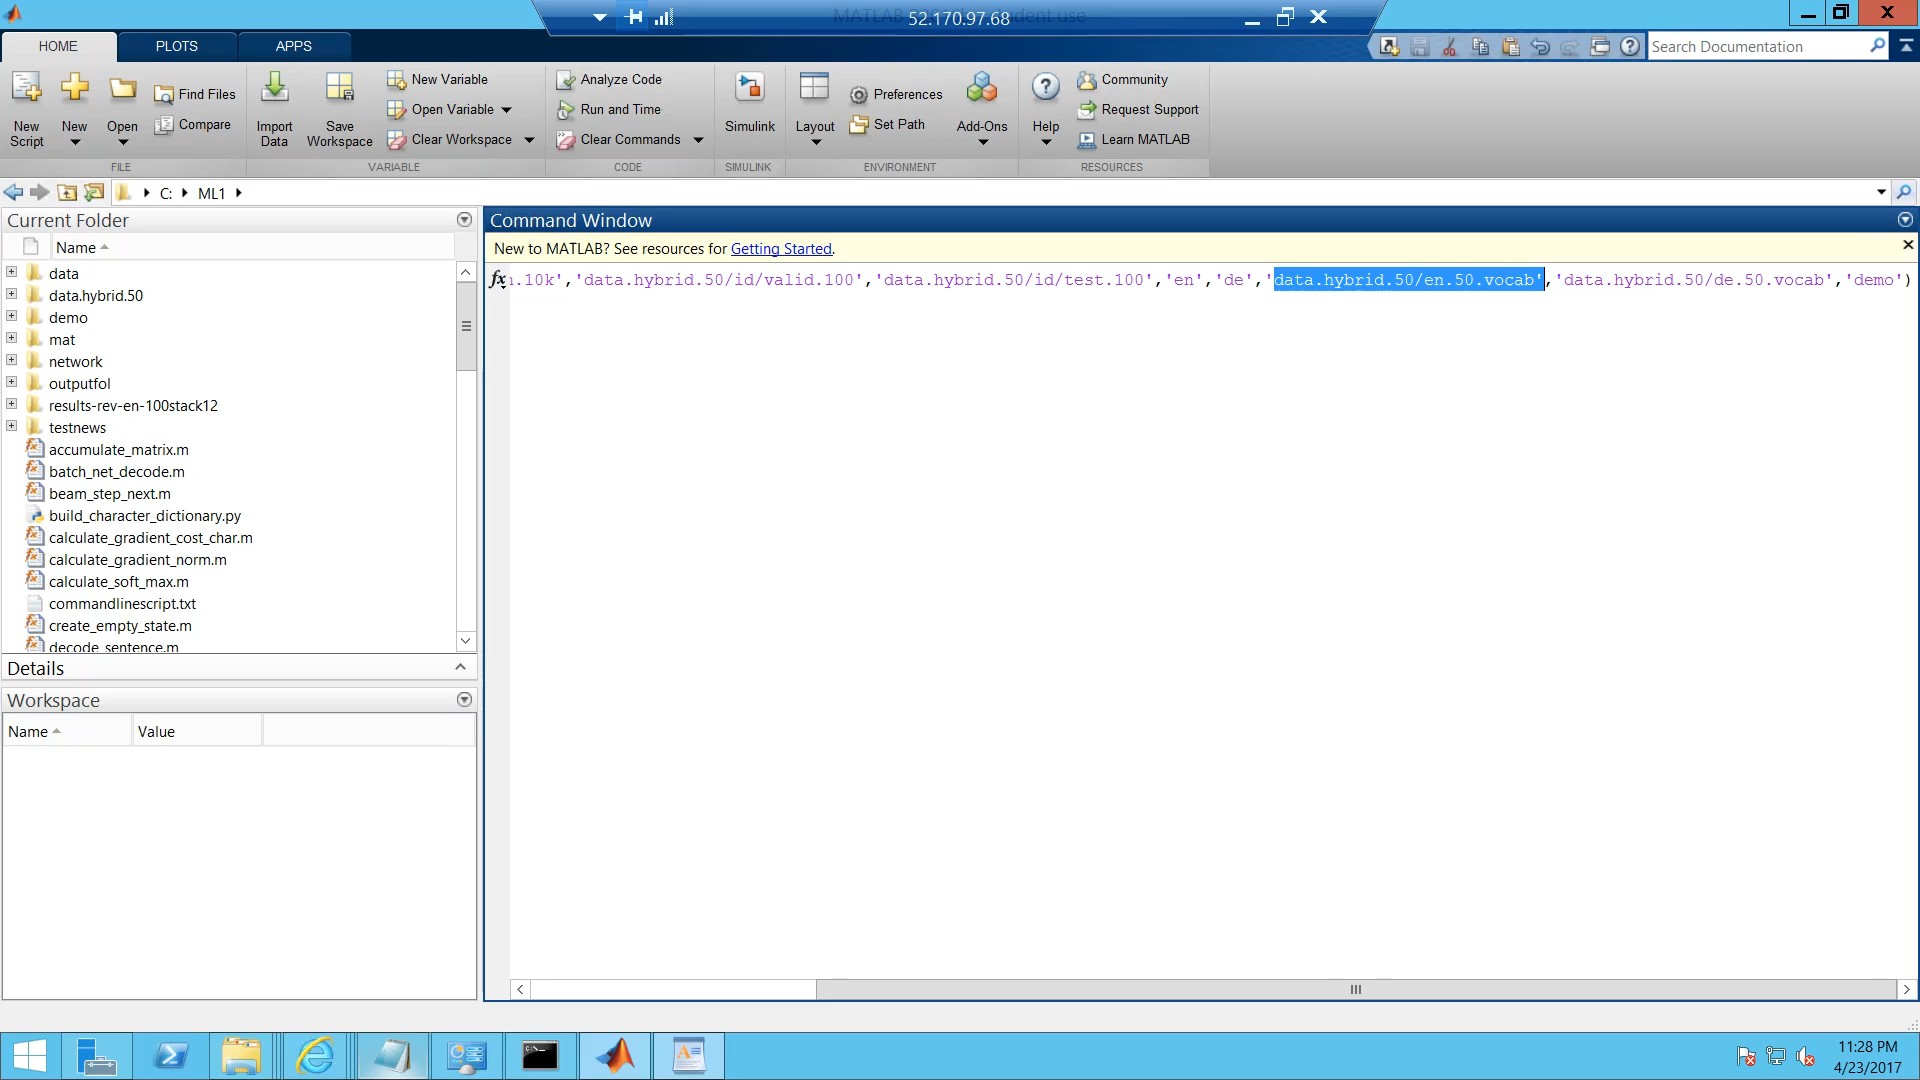 52.170.97.68
HOME PLOTS APPS
Search Documentation
New Script
New
Open
Find Files
Compare
FILE
Import Data
Save Workspace
New Variable
Open Variable
Clear Workspace
VARIABLE
Analyze Code
Run and Time
Clear Commands
CODE
Simulink
SIMULINK
Layout
Preferences
Set Path
Add-Ons
ENVIRONMENT
Help
Community
Request Support
Learn MATLAB
RESOURCES
C: ML1
Current Folder
Name
data
data.hybrid.50
demo
mat
network
outputfol
results-rev-en-100stack12
testnews
accumulate_matrix.m
batch_net_decode.m
beam_step_next.m
build_character_dictionary.py
calculate_gradient_cost_char.m
calculate_gradient_norm.m
calculate_soft_max.m
commandlinescript.txt
create_empty_state.m
decode_sentence.m
Details
Workspace
Name Value
Command Window
New to MATLAB? See resources for Getting Started.
fx n.10k','data.hybrid.50/id/valid.100','data.hybrid.50/id/test.100','en','de','data.hybrid.50/en.50.vocab','data.hybrid.50/de.50.vocab','demo')
11:28 PM
4/23/2017